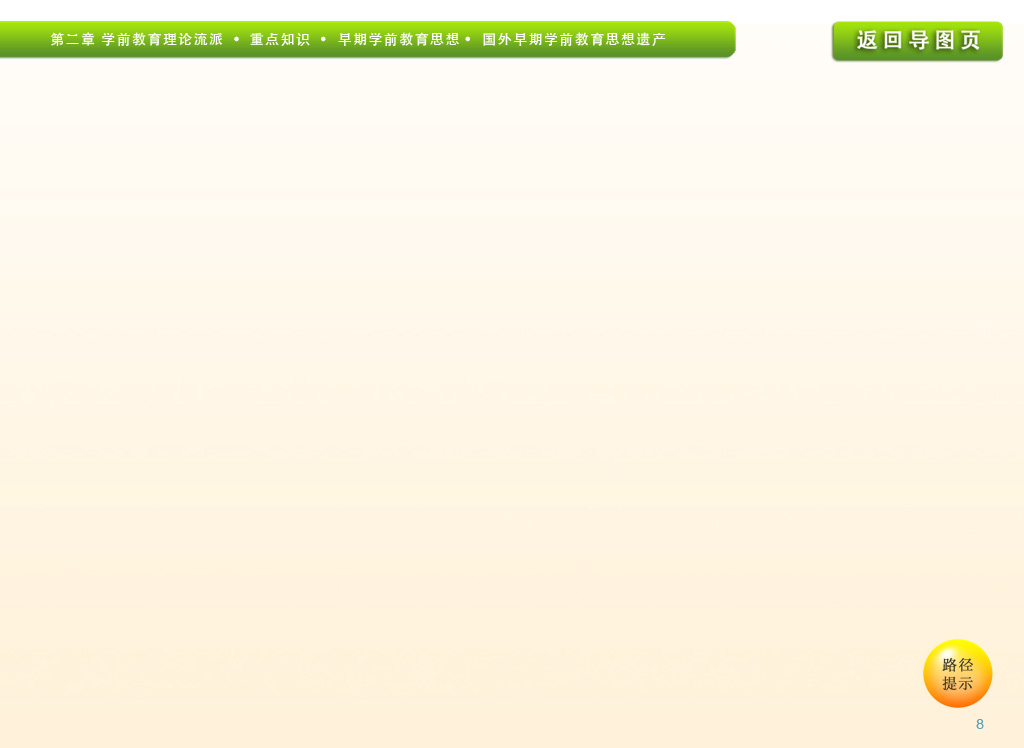 第二章 学前教育理论流派 • 重点知识 • 早期学前教育思想 • 国外早期学前教育思想遗产
返回导图页
路径
提示
8